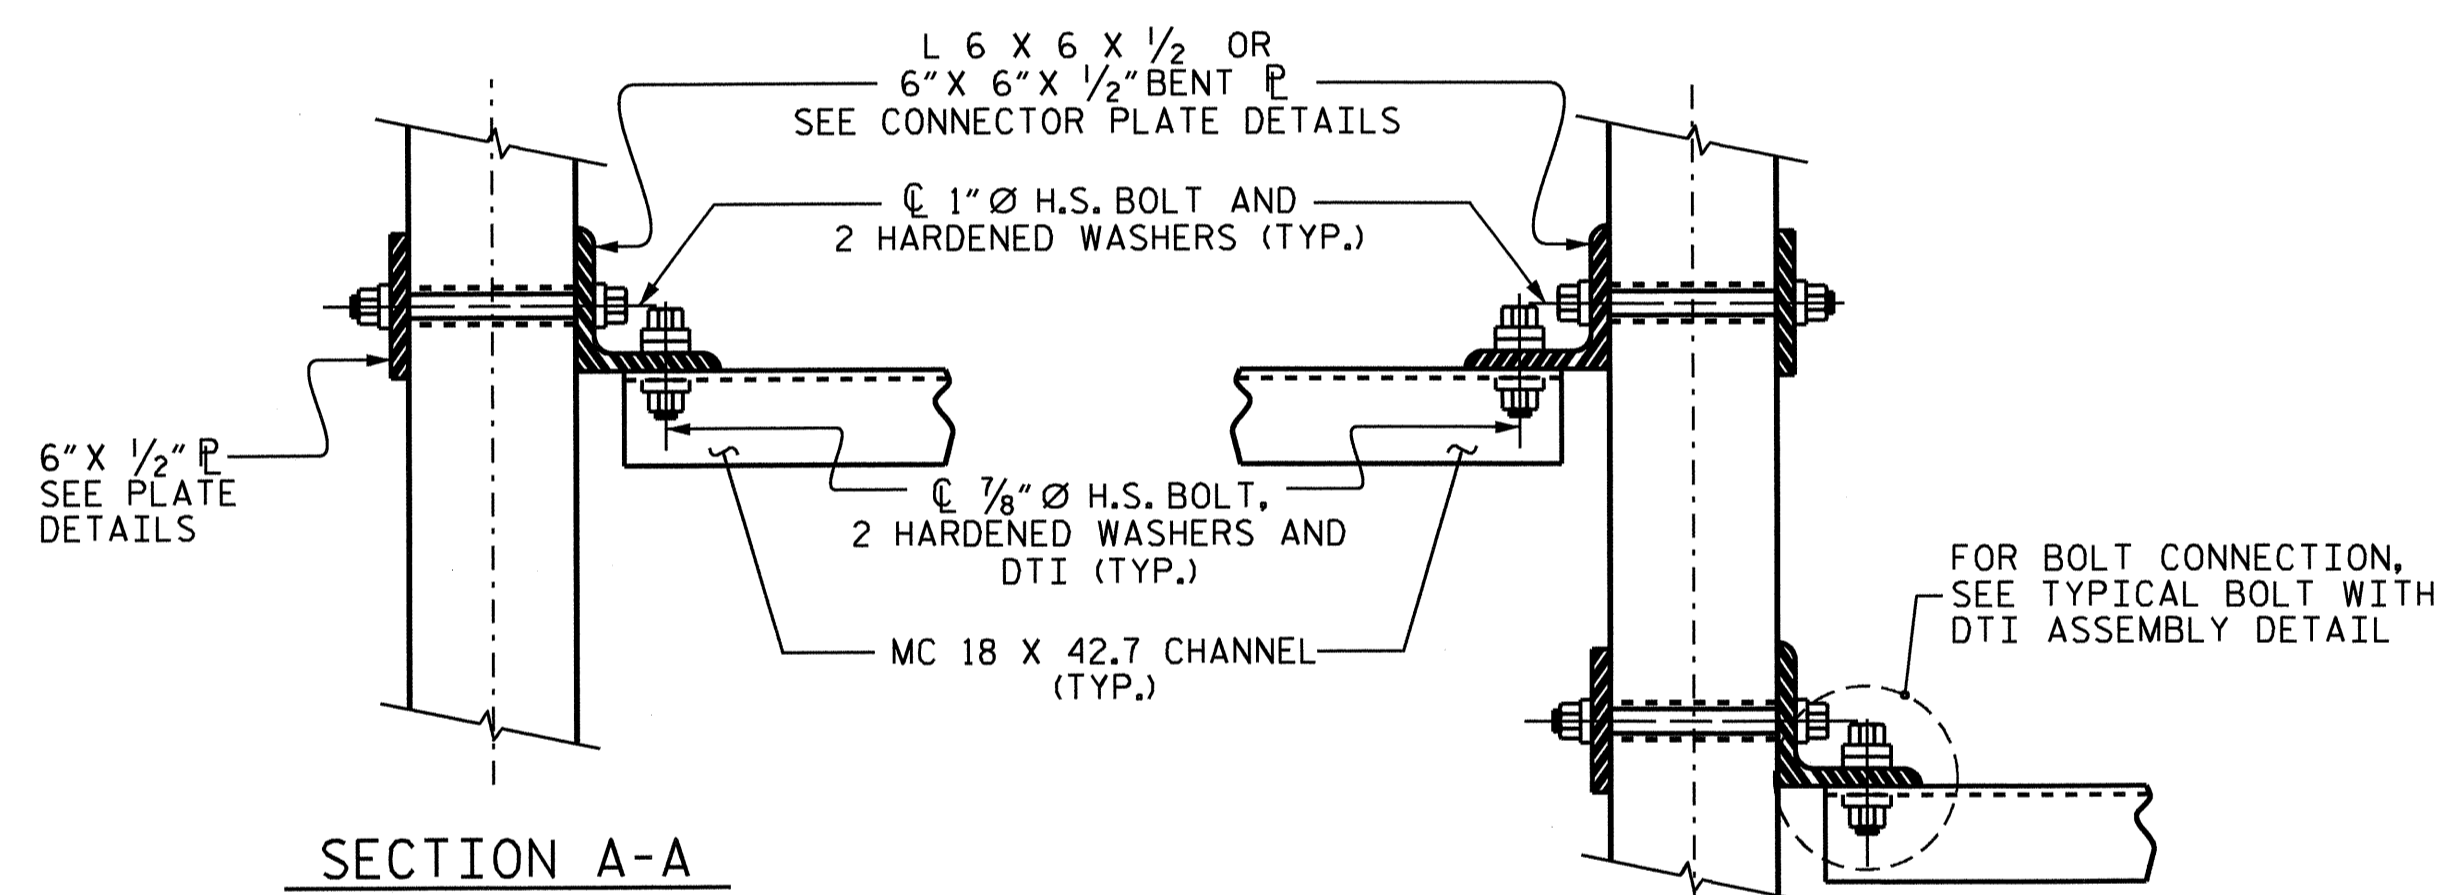 L 6 X 6 X 1/2 OR
6" X 6" X 1/2" BENT ⅊
SEE CONNECTOR PLATE DETAILS
℄ 1" Ø H.S. BOLT AND
2 HARDENED WASHERS (TYP.)
6" X 1/2" ⅊
SEE PLATE
DETAILS
℄ 7/8" Ø H.S. BOLT,
2 HARDENED WASHERS AND
DTI (TYP.)
MC 18 X 42.7 CHANNEL
(TYP.)
FOR BOLT CONNECTION,
SEE TYPICAL BOLT WITH
DTI ASSEMBLY DETAIL
SECTION A-A